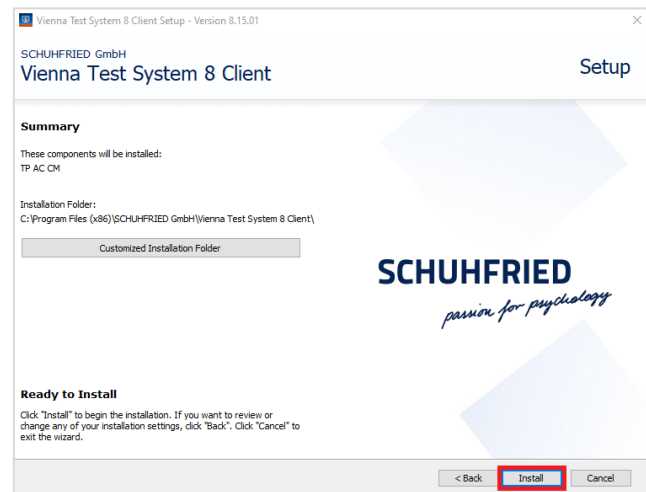 Vienna Test System 8 Client Setup - Version 8.15.01
SCHUHFRIED GmbH
Vienna Test System 8 Client
Setup
Summary
These components will be installed:
TP AC CM
Installation Folder:
C:\Program Files (x86)\SCHUHFRIED GmbH\Vienna Test System 8 Client\
Customized Installation Folder
SCHUHFRIED
passion for psychology
Ready to Install
Click "Install" to begin the installation. If you want to review or
change any of your installation settings, click "Back". Click "Cancel" to
exit the wizard.
< Back
Install
Cancel